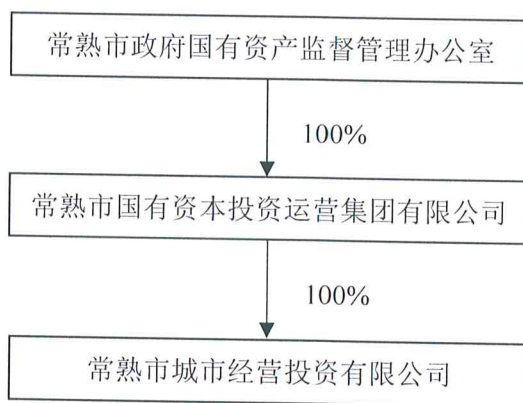 常熟市政府国有资产监督管理办公室
100%
常熟市国有资本投资运营集团有限公司
100%
常熟市城市经营投资有限公司